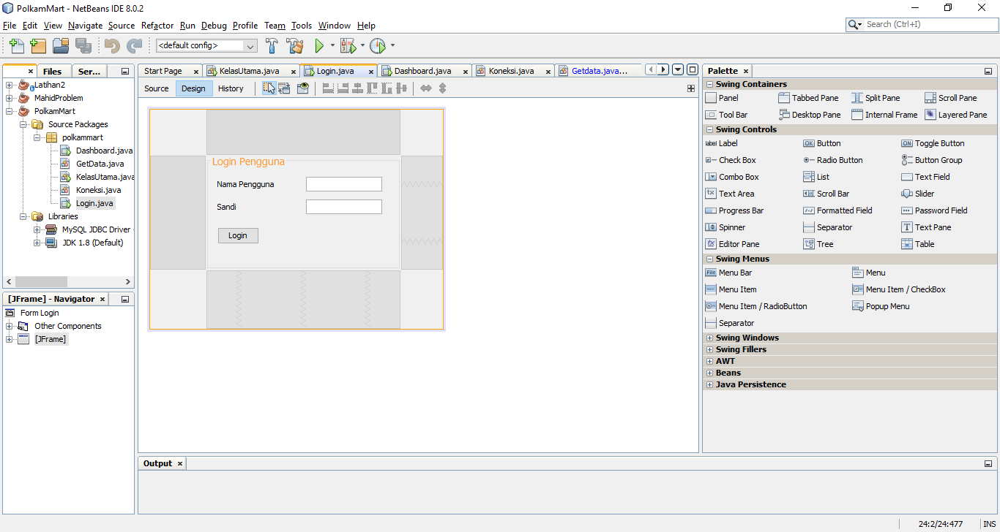 PolkamMart - NetBeans IDE 8.0.2
File Edit View Navigate Source Refactor Run Debug Profile Team Tools Window Help
Search (Ctrl+I)
<default config>
Files Ser...
Start Page KelasUtama.java Login.java Dashboard.java Koneksi.java Getdata.java...
Source Design History
Latihan2
MahidProblem
PolkamMart
Source Packages
polkammart
Dashboard.java
GetData.java
KelasUtama.java
Koneksi.java
Login.java
Libraries
MySQL JDBC Driver
JDK 1.8 (Default)
[JFrame] - Navigator
Form Login
Other Components
[JFrame]
Login Pengguna
Nama Pengguna
Sandi
Login
Output
Palette
Swing Containers
Panel Tabbed Pane Split Pane Scroll Pane
Tool Bar Desktop Pane Internal Frame Layered Pane
Swing Controls
label Label OK Button ON Toggle Button
Check Box Radio Button Button Group
Combo Box List Text Field
Text Area Scroll Bar Slider
Progress Bar Formatted Field Password Field
Spinner Separator Text Pane
Editor Pane Tree Table
Swing Menus
File Menu Bar Menu
Menu Item Menu Item / CheckBox
Menu Item / RadioButton Popup Menu
Separator
Swing Windows
Swing Fillers
AWT
Beans
Java Persistence
24:2/24:477 INS